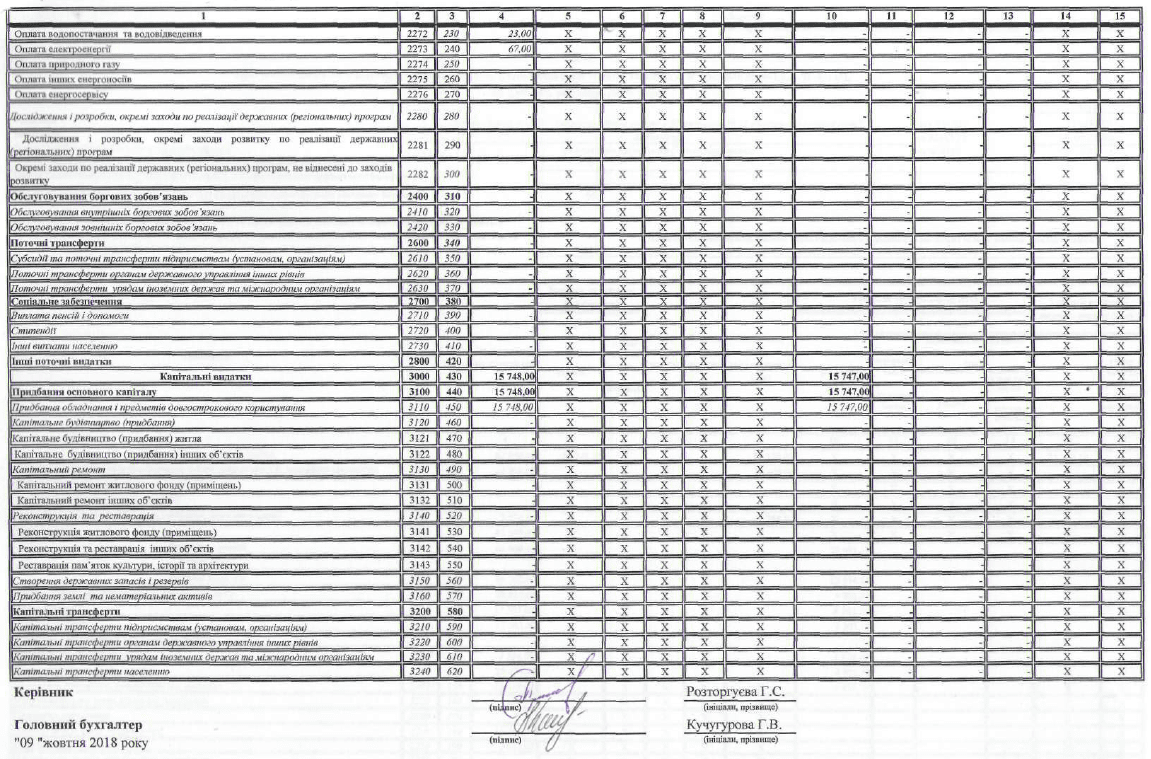 1 2 3 4 5 6 7 8 9 10 11 12 13 14 15
Оплата водопостачання та водовідведення 2272 230 23,00 X X X X X - - - - X X
Оплата електроенергії 2273 240 67,00 X X X X X - - - - X X
Оплата природного газу 2274 250 - X X X X X - - - - X X
Оплата інших енергоносіїв 2275 260 - X X X X X - - - - X X
Оплата енергосервісу 2276 270 - X X X X X - - - - X X
Дослідження і розробки, окремі заходи по реалізації державних (регіональних) програм 2280 280 - X X X X X - - - - X X
Дослідження і розробки, окремі заходи розвитку по реалізації державних
(регіональних) програм 2281 290 - X X X X X - - - - X X
Окремі заходи по реалізації державних (регіональних) програм, не віднесені до заходів
розвитку 2282 300 - X X X X X - - - - X X
Обслуговування боргових зобов’язань 2400 310 - X X X X X - - - - X X
Обслуговування внутрішніх боргових зобов’язань 2410 320 - X X X X X - - - - X X
Обслуговування зовнішніх боргових зобов’язань 2420 330 - X X X X X - - - - X X
Поточні трансферти 2600 340 - X X X X X - - - - X X
Субсидії та поточні трансферти підприємствам (установам, організаціям) 2610 350 - X X X X X - - - - X X
Поточні трансферти органам державного управління інших рівнів 2620 360 - X X X X X - - - - X X
Поточні трансферти урядам іноземних держав та міжнародним організаціям 2630 370 - X X X X X - - - - X X
Соціальне забезпечення 2700 380 - X X X X X - - - - X X
Виплата пенсій і допомоги 2710 390 - X X X X X - - - - X X
Стипендії 2720 400 - X X X X X - - - - X X
Інші виплати населенню 2730 410 - X X X X X - - - - X X
Інші поточні видатки 2800 420 - X X X X X - - - - X X
Капітальні видатки 3000 430 15 748,00 X X X X X 15 747,00 - - - X X
Придбання основного капіталу 3100 440 15 748,00 X X X X X 15 747,00 - - - X X
Придбання обладнання і предметів довгострокового користування 3110 450 15 748,00 X X X X X 15 747,00 - - - X X
Капітальне будівництво (придбання) 3120 460 - X X X X X - - - - X X
Капітальне будівництво (придбання) житла 3121 470 - X X X X X - - - - X X
Капітальне будівництво (придбання) інших об’єктів 3122 480 - X X X X X - - - - X X
Капітальний ремонт 3130 490 - X X X X X - - - - X X
Капітальний ремонт житлового фонду (приміщень) 3131 500 - X X X X X - - - - X X
Капітальний ремонт інших об’єктів 3132 510 - X X X X X - - - - X X
Реконструкція та реставрація 3140 520 - X X X X X - - - - X X
Реконструкція житлового фонду (приміщень) 3141 530 - X X X X X - - - - X X
Реконструкція та реставрація інших об’єктів 3142 540 - X X X X X - - - - X X
Реставрація пам’яток культури, історії та архітектури 3143 550 - X X X X X - - - - X X
Створення державних запасів і резервів 3150 560 - X X X X X - - - - X X
Придбання землі та нематеріальних активів 3160 570 - X X X X X - - - - X X
Капітальні трансферти 3200 580 - X X X X X - - - - X X
Капітальні трансферти підприємствам (установам, організаціям) 3210 590 - X X X X X - - - - X X
Капітальні трансферти органам державного управління інших рівнів 3220 600 - X X X X X - - - - X X
Капітальні трансферти урядам іноземних держав та міжнародним організаціям 3230 610 - X X X X X - - - - X X
Капітальні трансферти населенню 3240 620 - X X X X X - - - - X X
Керівник Розторгуєва Г.С.
(підпис) (ініціали, прізвище)
Головний бухгалтер Кучугурова Г.В.
"09 "жовтня 2018 року (підпис) (ініціали, прізвище)